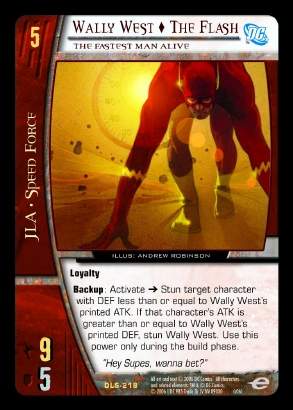 5
WALLY WEST ♦ THE FLASH
DC
THE FASTEST MAN ALIVE
JLA • SPEED FORCE
ILLUS: ANDREW ROBINSON
Loyalty
Backup: Activate ➔ Stun target character
with DEF less than or equal to Wally West's
printed ATK. If that character's ATK is
greater than or equal to Wally West's
printed DEF, stun Wally West. Use this
power only during the build phase.
"Hey Supes, wanna bet?"
9
5